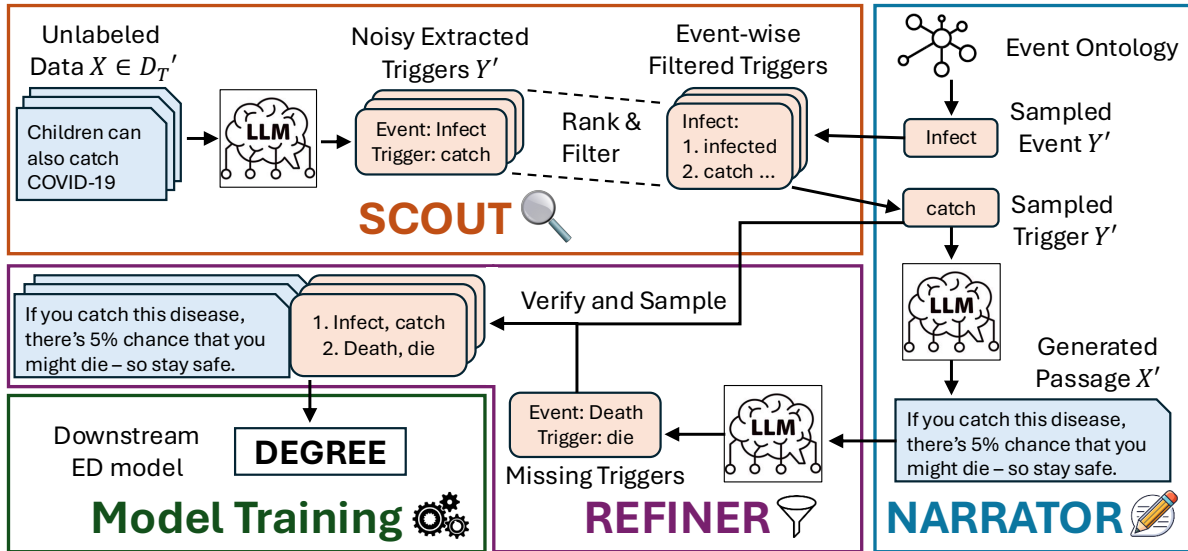 Unlabeled
Data X ∈ D_T'
Children can
also catch
COVID-19
LLM
Noisy Extracted
Triggers Y'
Event: Infect
Trigger: catch
Rank &
Filter
Event-wise
Filtered Triggers
Infect:
1. infected
2. catch ...
SCOUT
Event Ontology
Infect
Sampled
Event Y'
catch
Sampled
Trigger Y'
LLM
Generated
Passage X'
If you catch this disease,
there's 5% chance that you
might die – so stay safe.
NARRATOR
Verify and Sample
If you catch this disease,
there's 5% chance that you
might die – so stay safe.
1. Infect, catch
2. Death, die
Event: Death
Trigger: die
Missing Triggers
LLM
REFINER
Downstream
ED model
DEGREE
Model Training